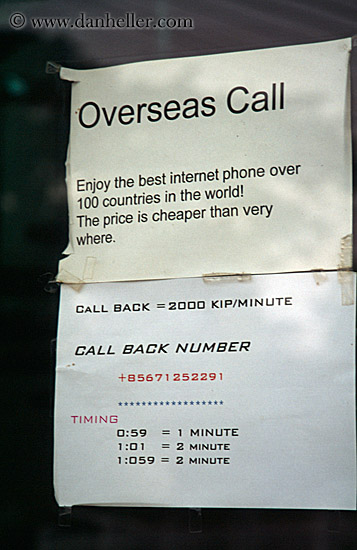 © www.danheller.com
Overseas Call
Enjoy the best internet phone over
100 countries in the world!
The price is cheaper than very
where.
CALL BACK = 2000 KIP/MINUTE
CALL BACK NUMBER
+85671252291
******************
TIMING
0:59 = 1 MINUTE
1:01 = 2 MINUTE
1:059 = 2 MINUTE